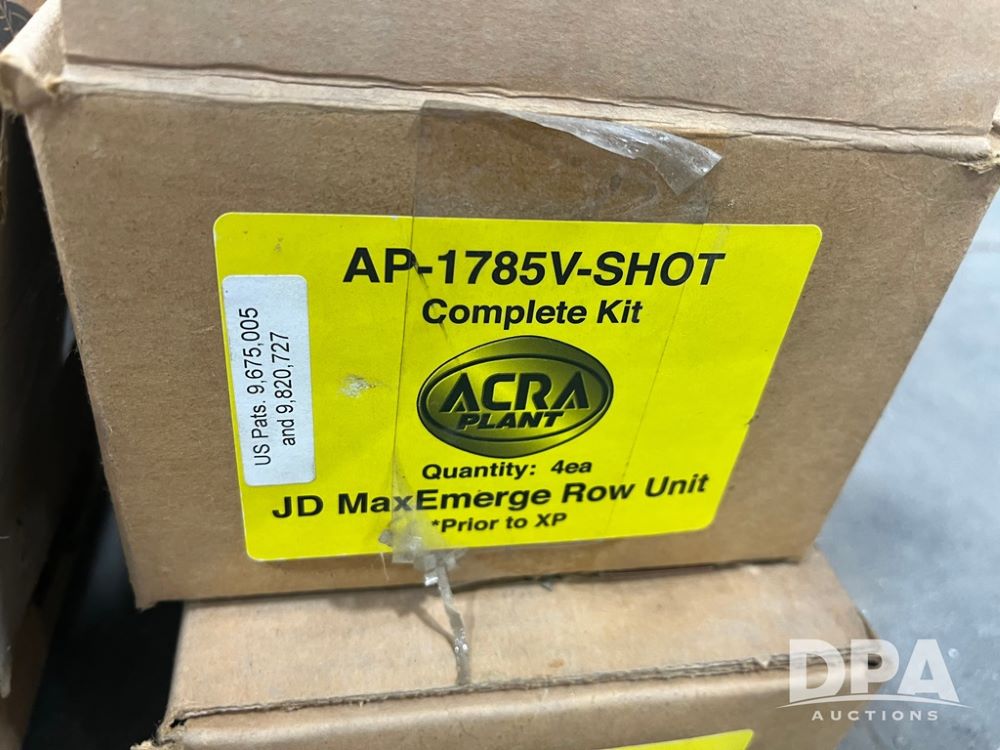 AP-1785V-SHOT
Complete Kit
US Pats. 9,675,005
and 9,820,727
ACRA
PLANT
Quantity: 4ea
JD MaxEmerge Row Unit
*Prior to XP
DPA
AUCTIONS